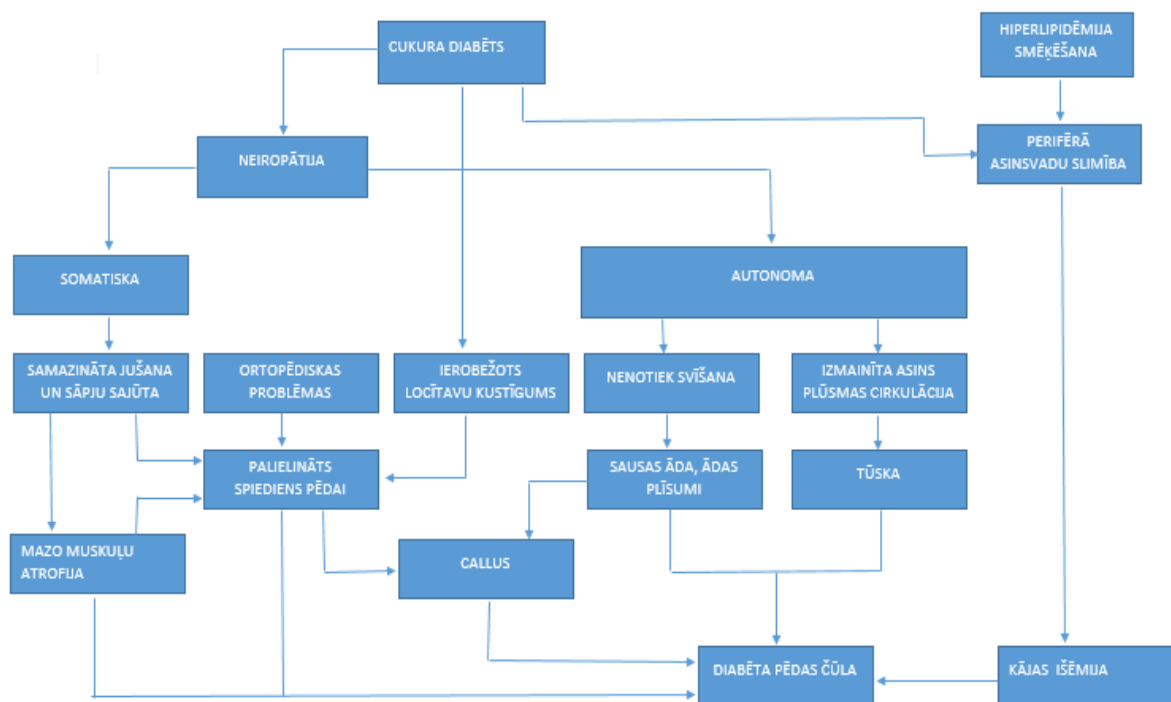 CUKURA DIABĒTS
HIPERLIPIDĒMIJA
SMĒĶĒŠANA
NEIROPĀTIJA
PERIFĒRĀ
ASINSVADU SLIMĪBA
SOMATISKA
AUTONOMA
SAMAZINĀTA JUŠANA
UN SĀPJU SAJŪTA
ORTOPĒDISKAS
PROBLĒMAS
IEROBEŽOTS
LOCĪTAVU KUSTĪGUMS
NENOTIEK SVĪŠANA
IZMAINĪTA ASINS
PLŪSMAS CIRKULĀCIJA
PALIELINĀTS
SPIEDIENS PĒDAI
SAUSAS ĀDA, ĀDAS
PLĪSUMI
TŪSKA
MAZO MUSKUĻU
ATROFIJA
CALLUS
DIABĒTA PĒDAS ČŪLA
KĀJAS IŠĒMIJA